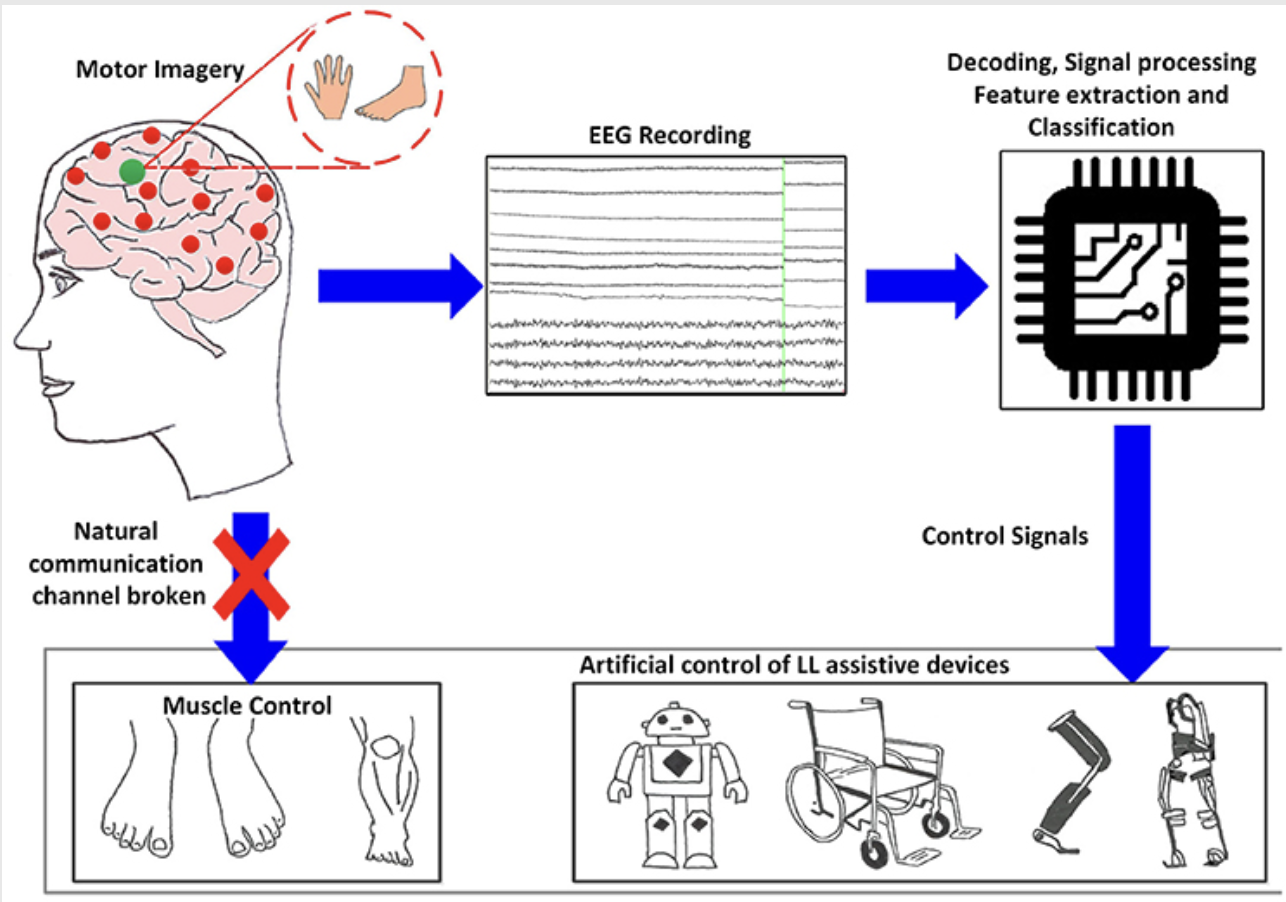 Motor Imagery
EEG Recording
Decoding, Signal processing
Feature extraction and
Classification
Natural
communication
channel broken
Control Signals
Artificial control of LL assistive devices
Muscle Control